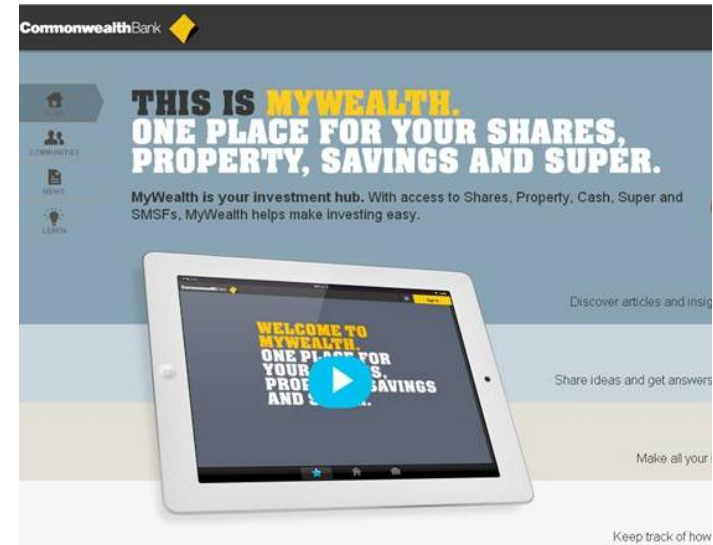 CommonwealthBank
THIS IS MYWEALTH.
ONE PLACE FOR YOUR SHARES,
PROPERTY, SAVINGS AND SUPER.
MyWealth is your investment hub. With access to Shares, Property, Cash, Super and
SMSFs, MyWealth helps make investing easy.
HOME
COMMUNITIES
NEWS
LEARN
WELCOME TO
MYWEALTH.
ONE PLACE FOR
YOUR
SAVINGS
AND
Discover articles and
Share ideas and get answers
Make all your
Keep track of how